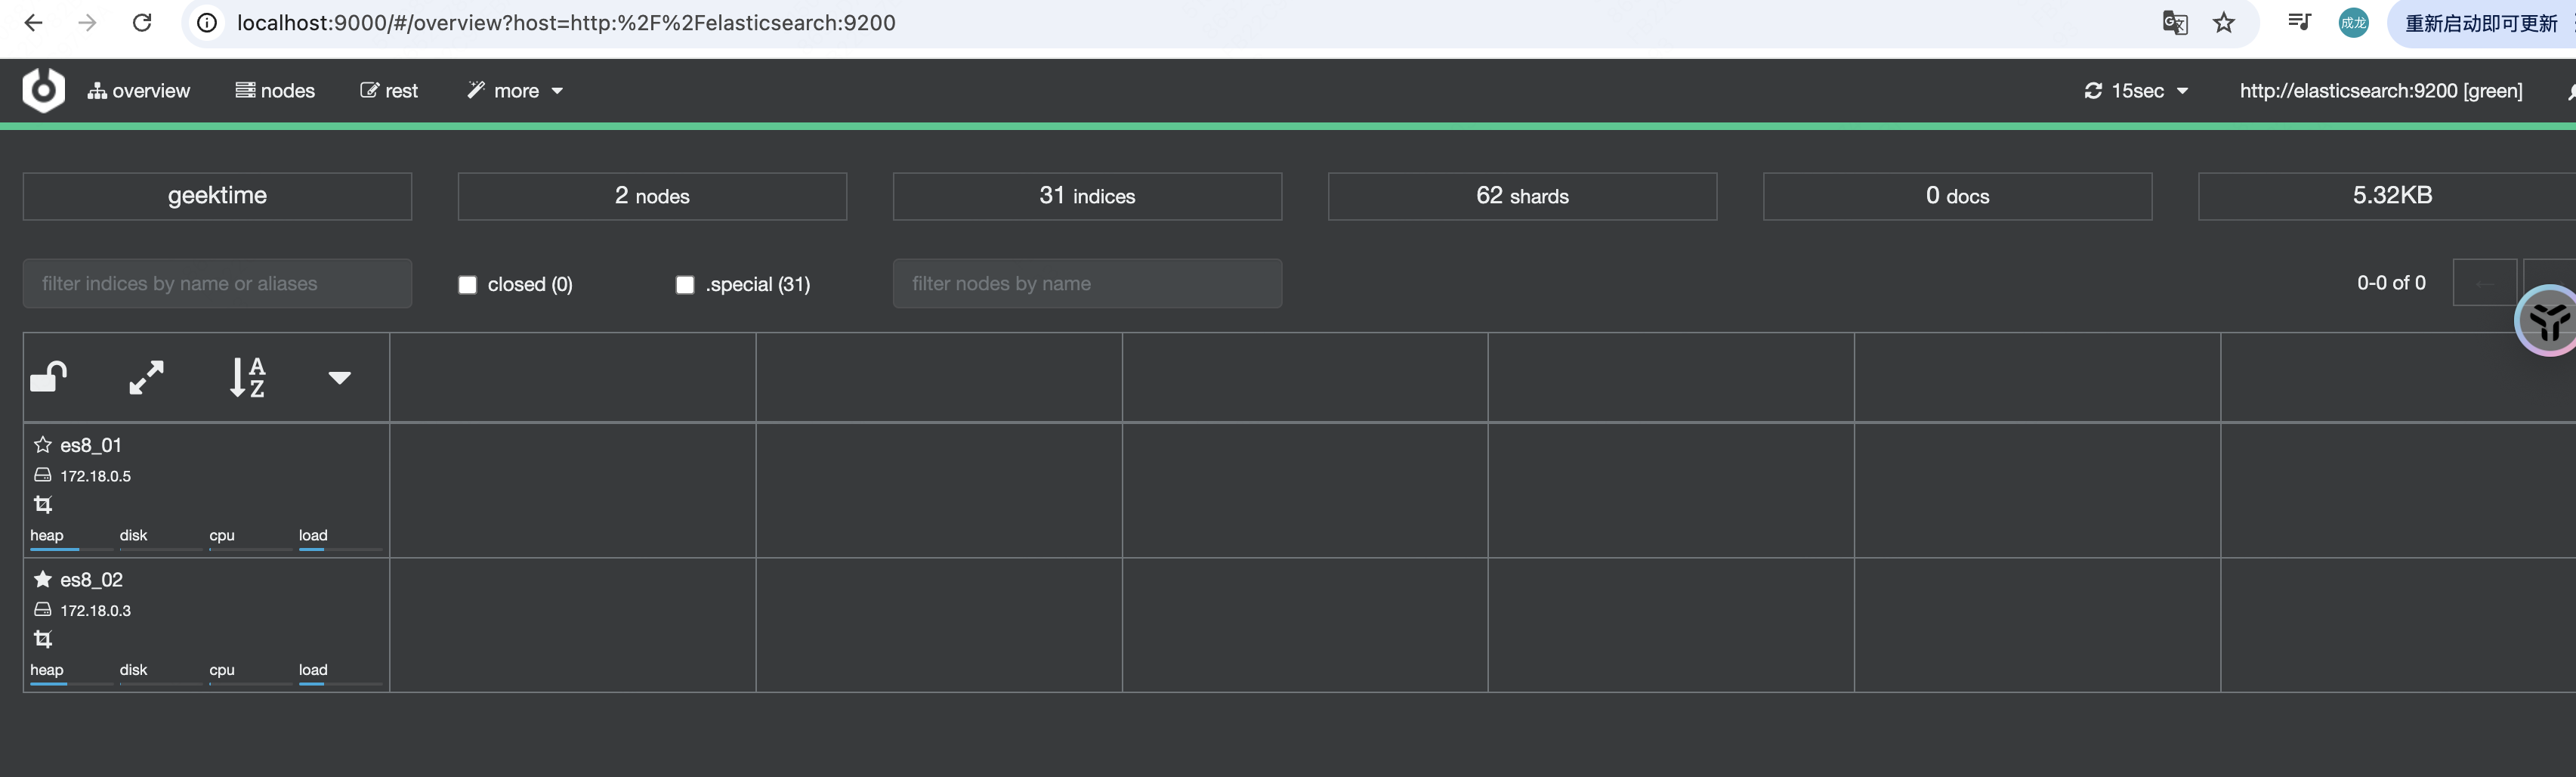 localhost:9000/#/overview?host=http:%2F%2Felasticsearch:9200
成龙
重新启动即可更新
overview nodes rest more 15sec http://elasticsearch:9200 [green]
geektime 2 nodes 31 indices 62 shards 0 docs 5.32KB
filter indices by name or aliases closed (0) .special (31) filter nodes by name 0-0 of 0
es8_01
172.18.0.5
heap disk cpu load
es8_02
172.18.0.3
heap disk cpu load